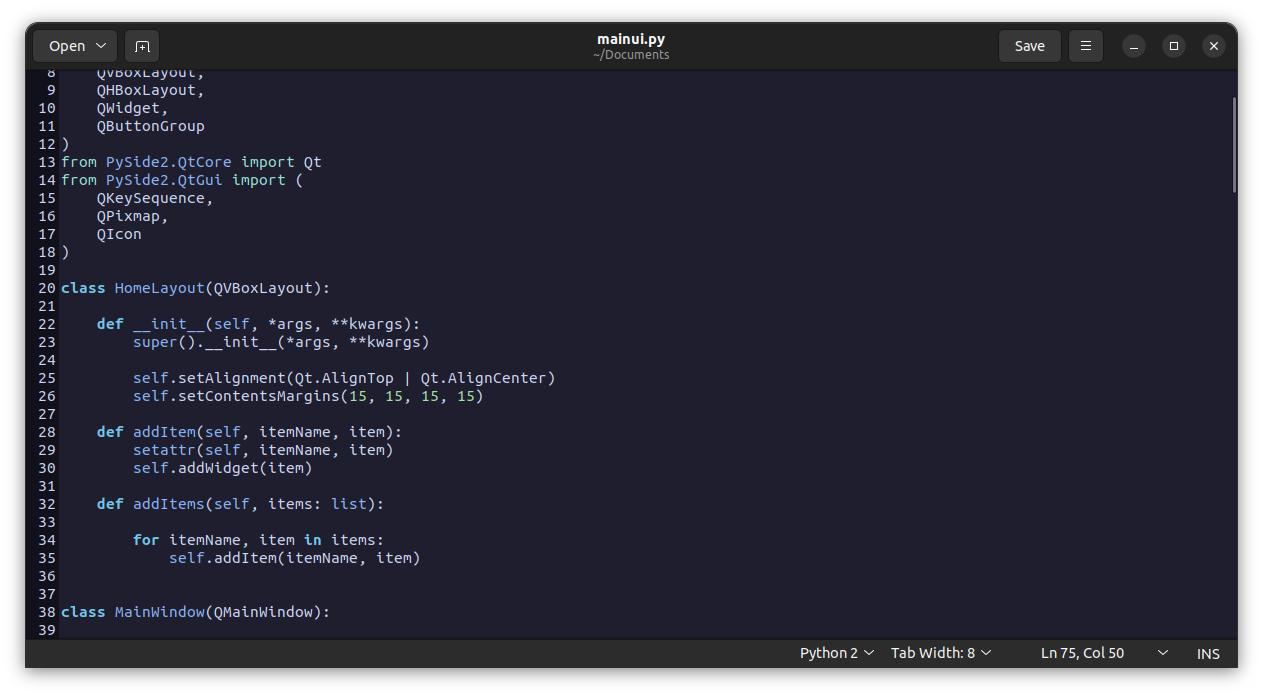 Open
mainui.py
~/Documents
Save
8     QVBoxLayout,
9     QHBoxLayout,
10     QWidget,
11     QButtonGroup
12 )
13 from PySide2.QtCore import Qt
14 from PySide2.QtGui import (
15     QKeySequence,
16     QPixmap,
17     QIcon
18 )
19
20 class HomeLayout(QVBoxLayout):
21
22     def __init__(self, *args, **kwargs):
23         super().__init__(*args, **kwargs)
24
25         self.setAlignment(Qt.AlignTop | Qt.AlignCenter)
26         self.setContentsMargins(15, 15, 15, 15)
27
28     def addItem(self, itemName, item):
29         setattr(self, itemName, item)
30         self.addWidget(item)
31
32     def addItems(self, items: list):
33
34         for itemName, item in items:
35             self.addItem(itemName, item)
36
37
38 class MainWindow(QMainWindow):
39
Python 2 Tab Width: 8 Ln 75, Col 50 INS